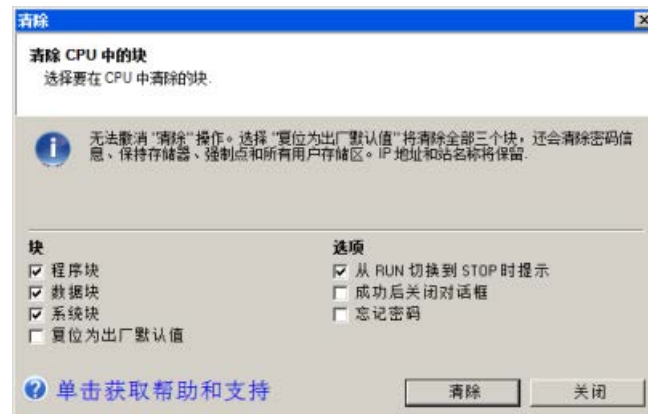 清除
清除 CPU 中的块
选择要在 CPU 中清除的块.
无法撤消 "清除" 操作。选择 "复位为出厂默认值" 将清除全部三个块，还会清除密码信
息、保持存储器、强制点和所有用户存储区。IP 地址和站名称将保留.
块
选项
程序块
从 RUN 切换到 STOP 时提示
数据块
成功后关闭对话框
系统块
忘记密码
复位为出厂默认值
单击获取帮助和支持
清除
关闭